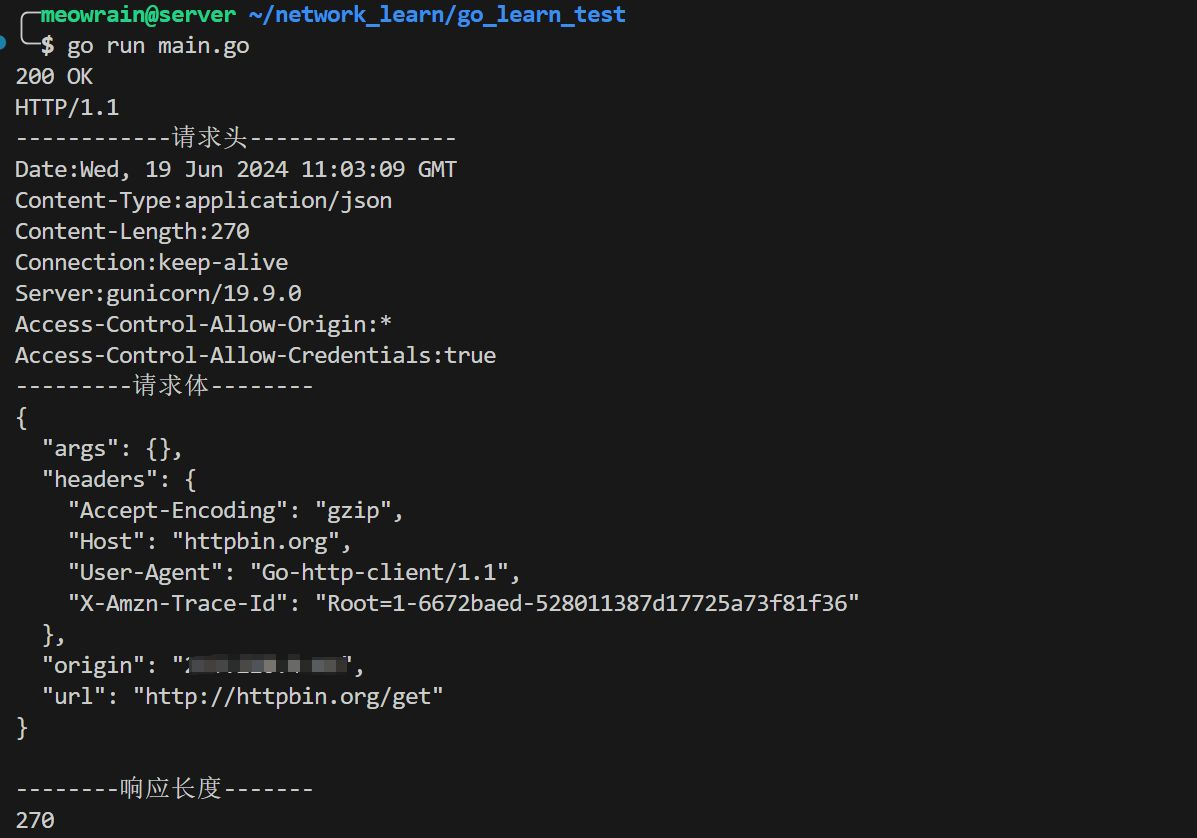 meowrain@server ~/network_learn/go_learn_test
$ go run main.go
200 OK
HTTP/1.1
------------请求头----------------
Date:Wed, 19 Jun 2024 11:03:09 GMT
Content-Type:application/json
Content-Length:270
Connection:keep-alive
Server:gunicorn/19.9.0
Access-Control-Allow-Origin:*
Access-Control-Allow-Credentials:true
---------请求体--------
{
  "args": {},
  "headers": {
    "Accept-Encoding": "gzip",
    "Host": "httpbin.org",
    "User-Agent": "Go-http-client/1.1",
    "X-Amzn-Trace-Id": "Root=1-6672baed-528011387d17725a73f81f36"
  },
  "origin": "",
  "url": "http://httpbin.org/get"
}
--------响应长度-------
270